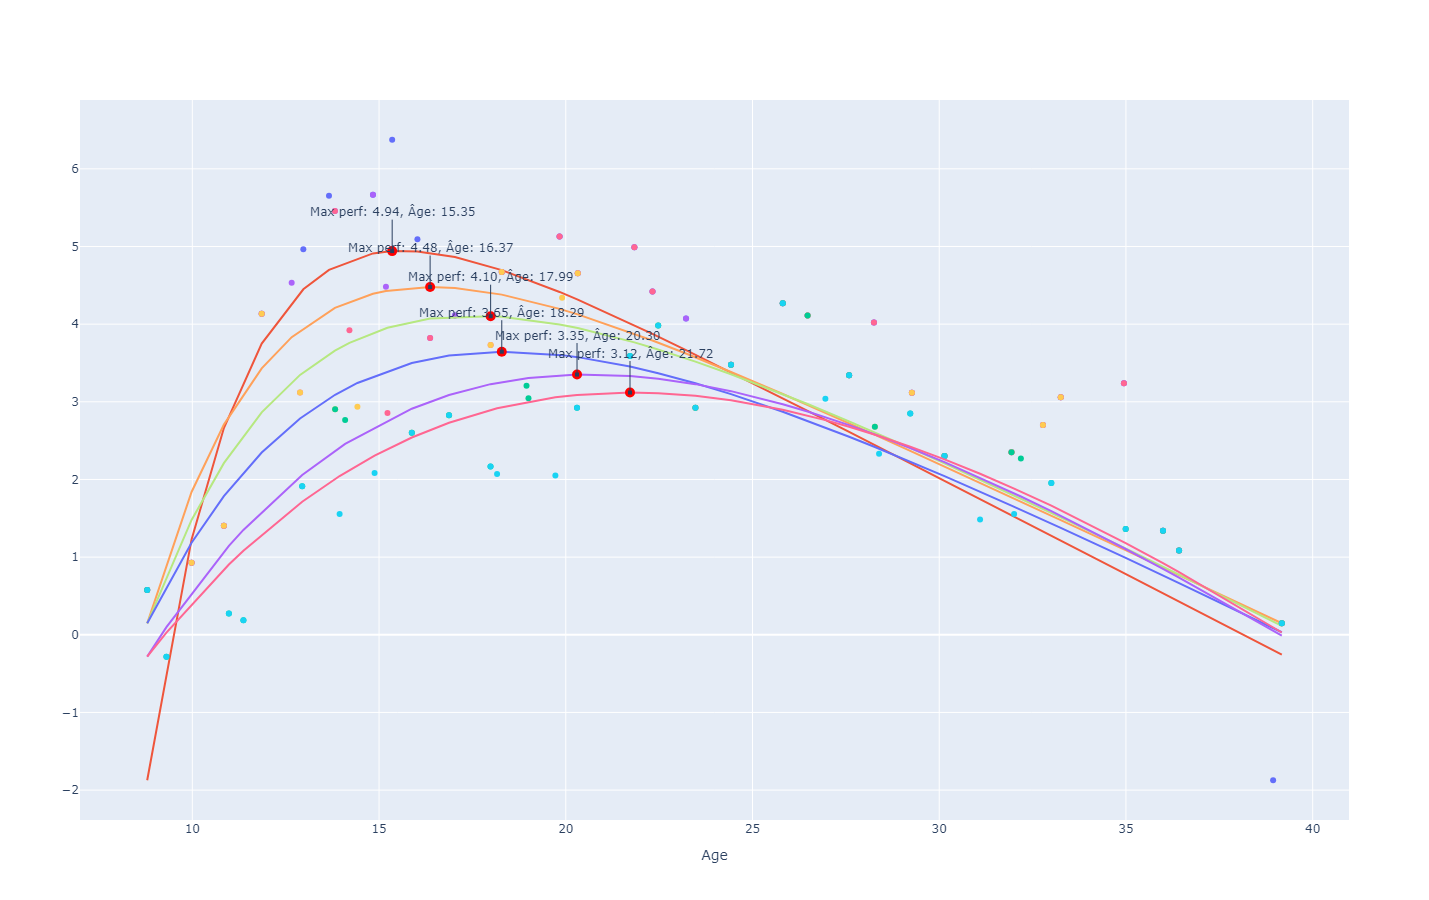 6
5
4
3
2
1
0
−1
−2
Max perf: 4.94, Âge: 15.35
Max perf: 4.48, Âge: 16.37
Max perf: 4.10, Âge: 17.99
Max perf: 3.65, Âge: 18.29
Max perf: 3.35, Âge: 20.30
Max perf: 3.12, Âge: 21.72
10 15 20 25 30 35 40
Age